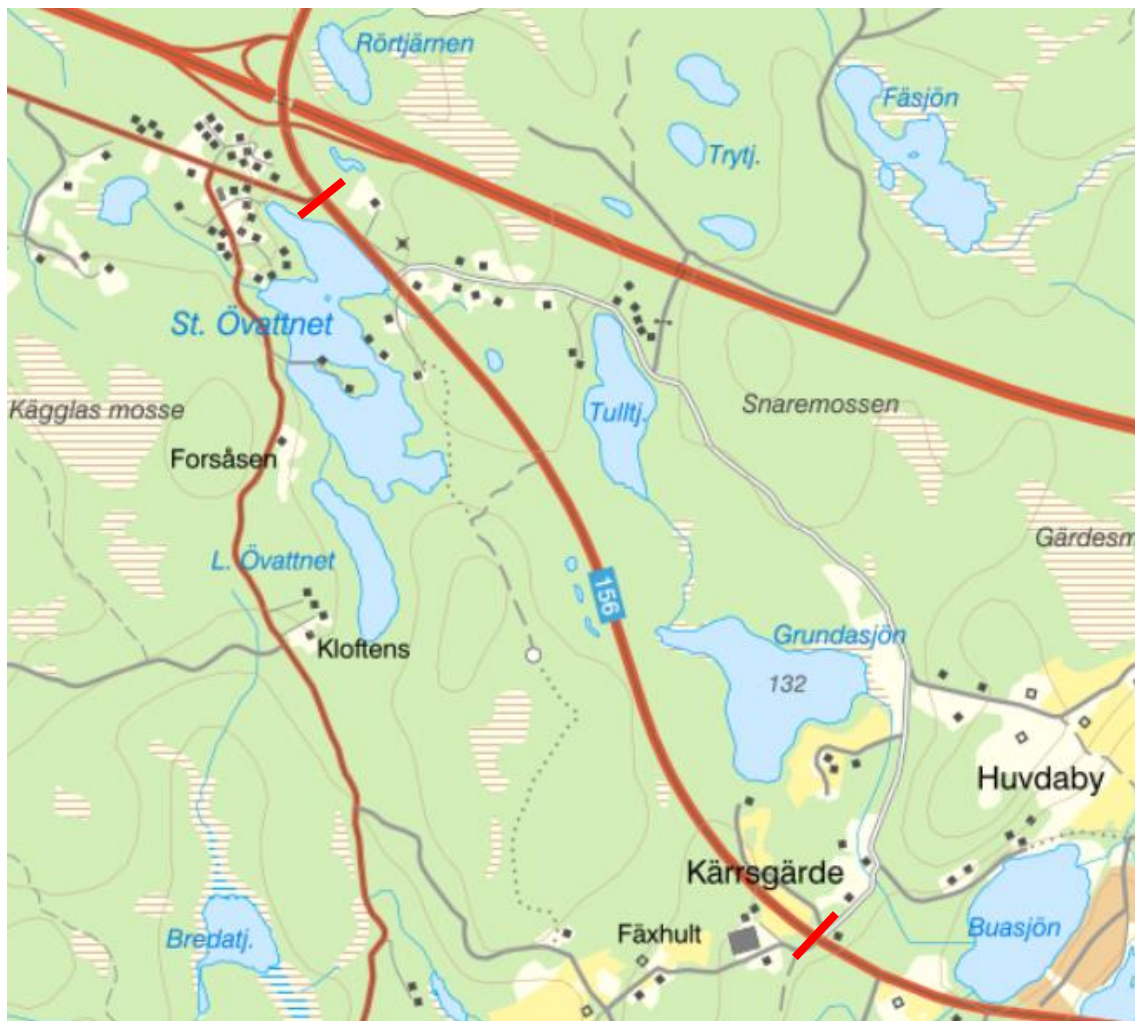 Rörtjärnen
Fäsjön
Trytj.
St. Övattnet
Kägglas mosse
Tulltj.
Snaremossen
Forsåsen
Gärdesm
L. Övattnet
156
Grundasjön
Kloftens
132
Huvdaby
Kärrsgärde
Fäxhult
Bredatj.
Buasjön